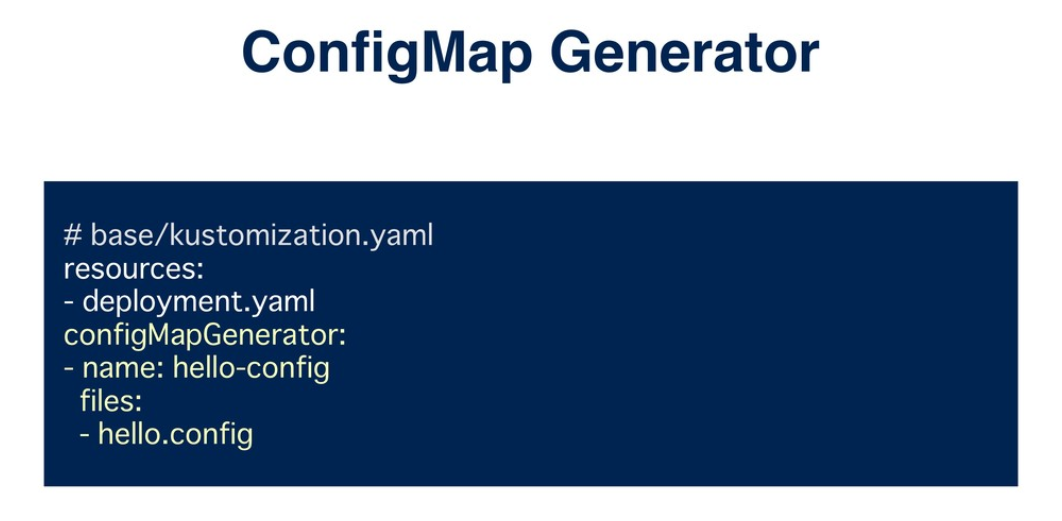 ConfigMap Generator
# base/kustomization.yaml
resources:
- deployment.yaml
configMapGenerator:
- name: hello-config
  files:
  - hello.config